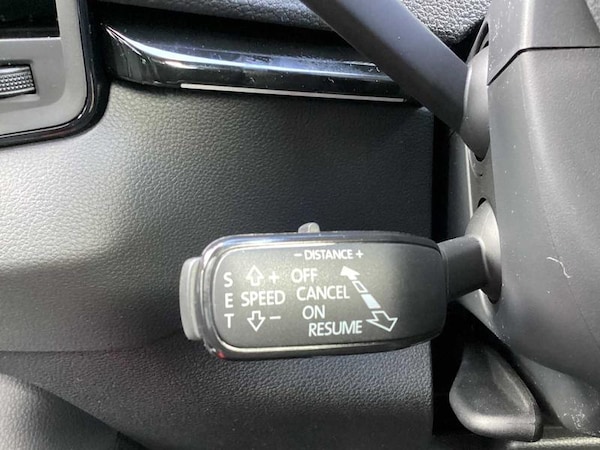 - DISTANCE +
S + OFF
E SPEED CANCEL
T - ON
RESUME